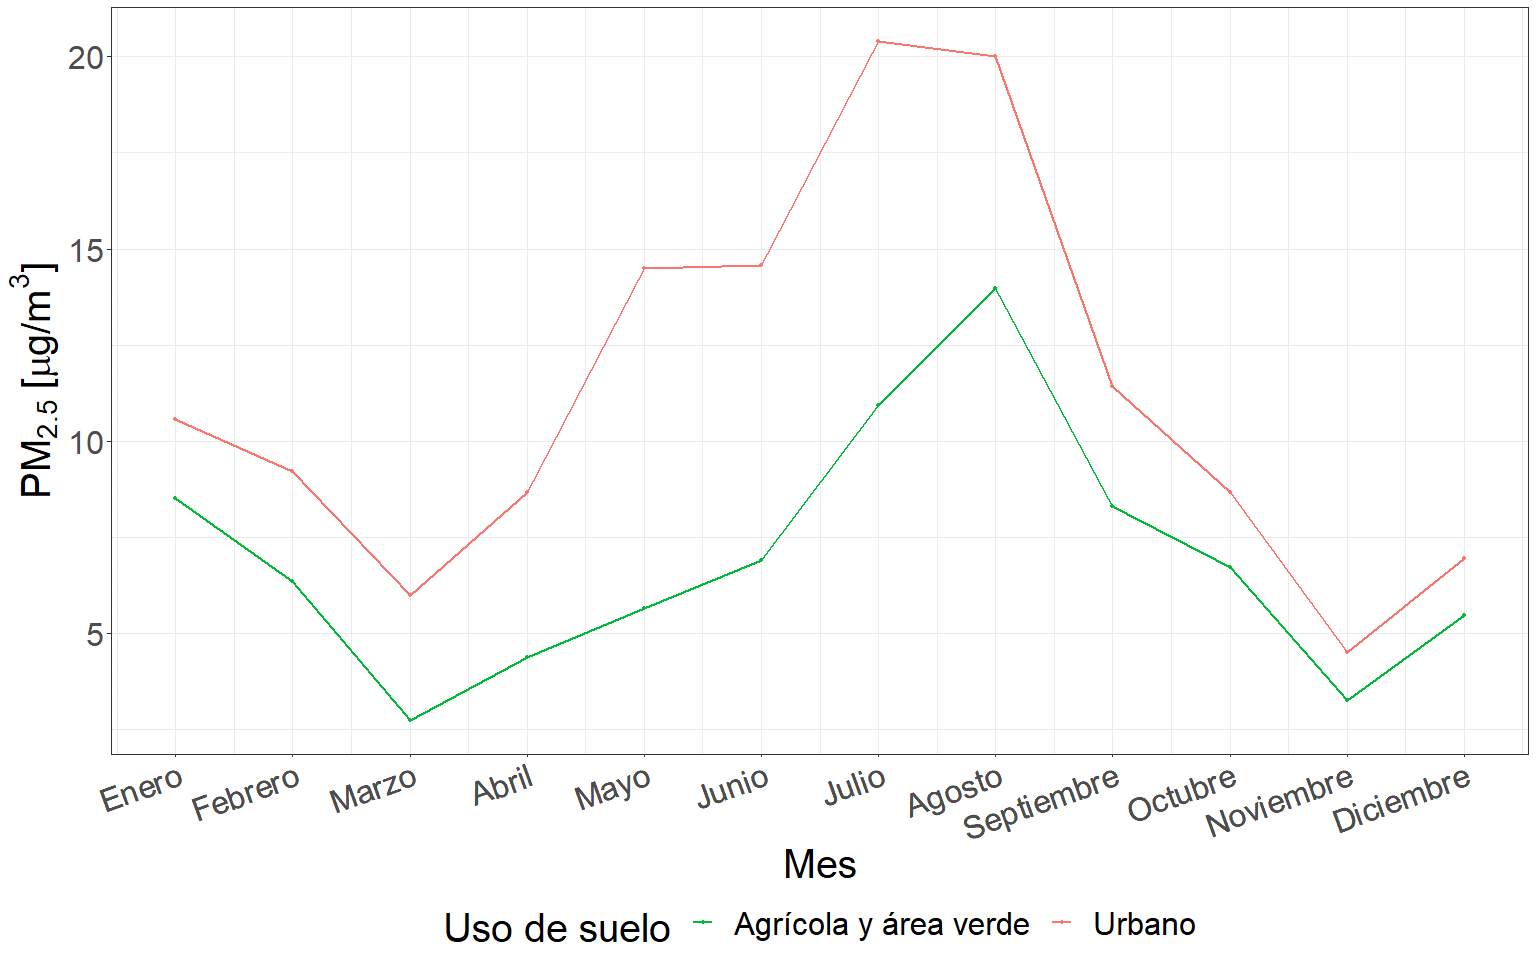 20
15
10
5
PM2.5 [µg/m³]
Enero
Febrero
Marzo
Abril
Mayo
Junio
Julio
Agosto
Septiembre
Octubre
Noviembre
Diciembre
Mes
Uso de suelo Agrícola y área verde Urbano